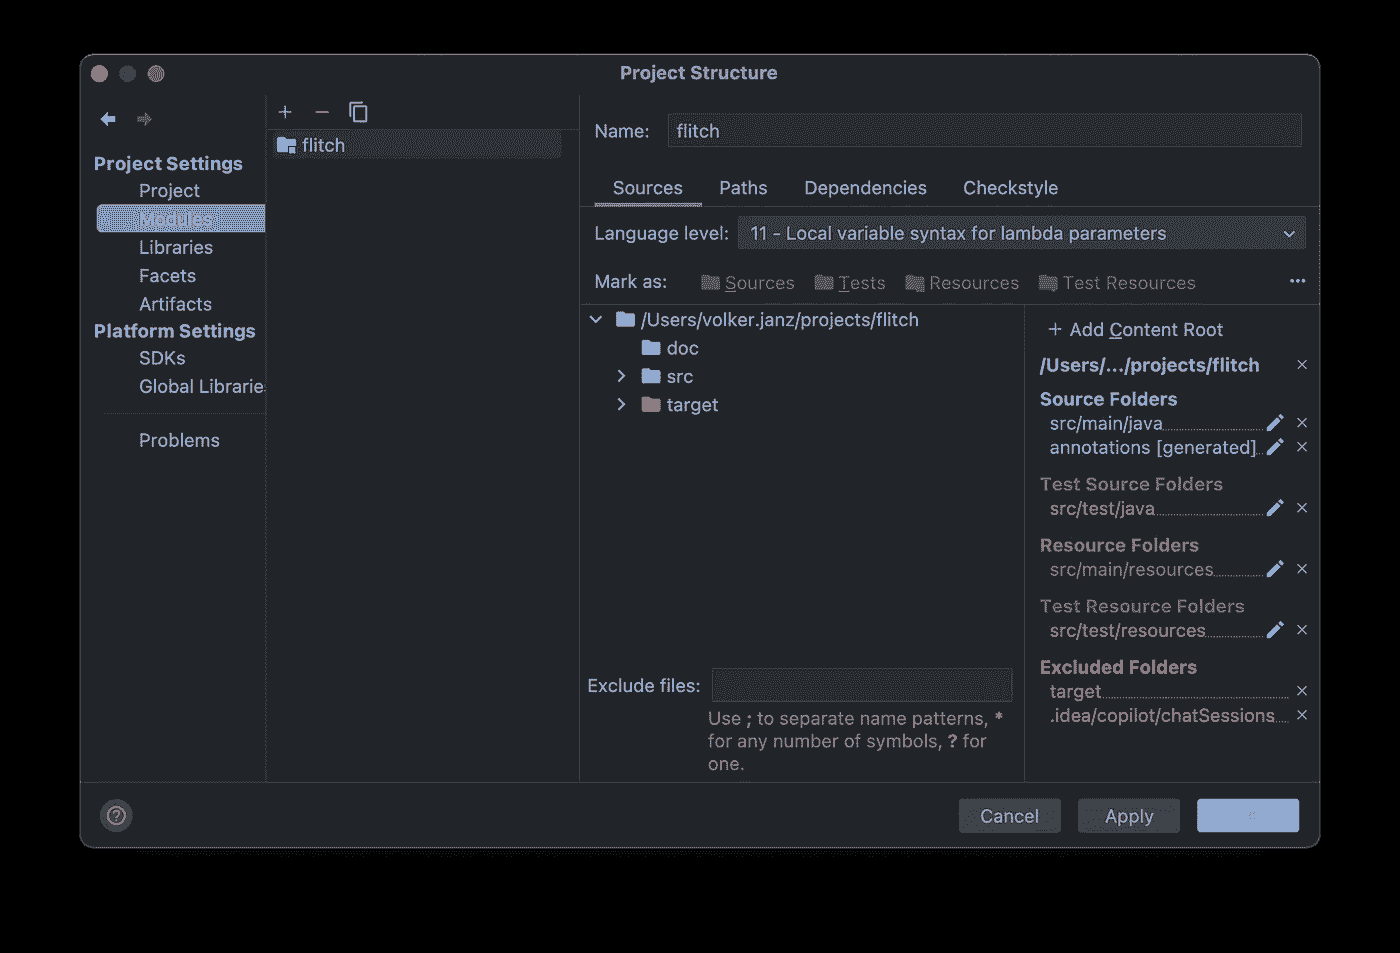 Project Structure
Project Settings
Project
Modules
Libraries
Facets
Artifacts
Platform Settings
SDKs
Global Librarie
Problems
flitch
Name: flitch
Sources Paths Dependencies Checkstyle
Language level: 11 - Local variable syntax for lambda parameters
Mark as: Sources Tests Resources Test Resources
/Users/volker.janz/projects/flitch
doc
src
target
Exclude files:
Use ; to separate name patterns, *
for any number of symbols, ? for
one.
+ Add Content Root
/Users/.../projects/flitch
Source Folders
src/main/java
annotations [generated]
Test Source Folders
src/test/java
Resource Folders
src/main/resources
Test Resource Folders
src/test/resources
Excluded Folders
target
.idea/copilot/chatSessions
? Cancel Apply